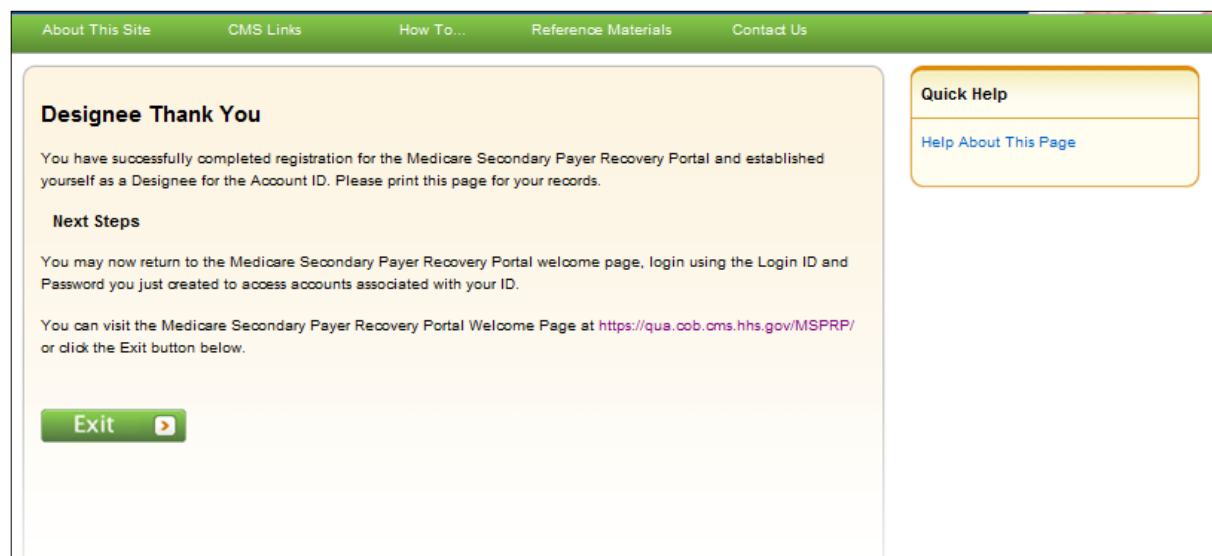 About This Site CMS Links How To... Reference Materials Contact Us
Designee Thank You
You have successfully completed registration for the Medicare Secondary Payer Recovery Portal and established
yourself as a Designee for the Account ID. Please print this page for your records.
Next Steps
You may now return to the Medicare Secondary Payer Recovery Portal welcome page, login using the Login ID and
Password you just created to access accounts associated with your ID.
You can visit the Medicare Secondary Payer Recovery Portal Welcome Page at https://qua.cob.cms.hhs.gov/MSPRP/
or click the Exit button below.
Exit
Quick Help
Help About This Page